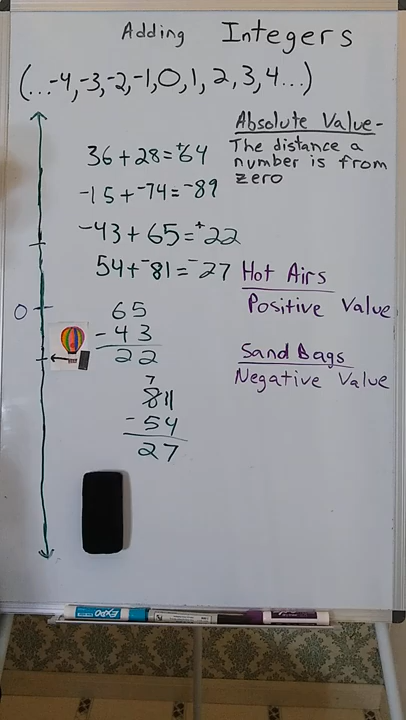 Adding Integers
(...-4,-3,-2,-1,0,1,2,3,4...)
Absolute Value-
The distance a
number is from
zero
36+28=+64
-15+-74=-89
-43+65=+22
54+-81=-27
Hot Airs
Positive Value
Sand Bags
Negative Value
0
65
-43
22
7
811
-54
27
EXPO